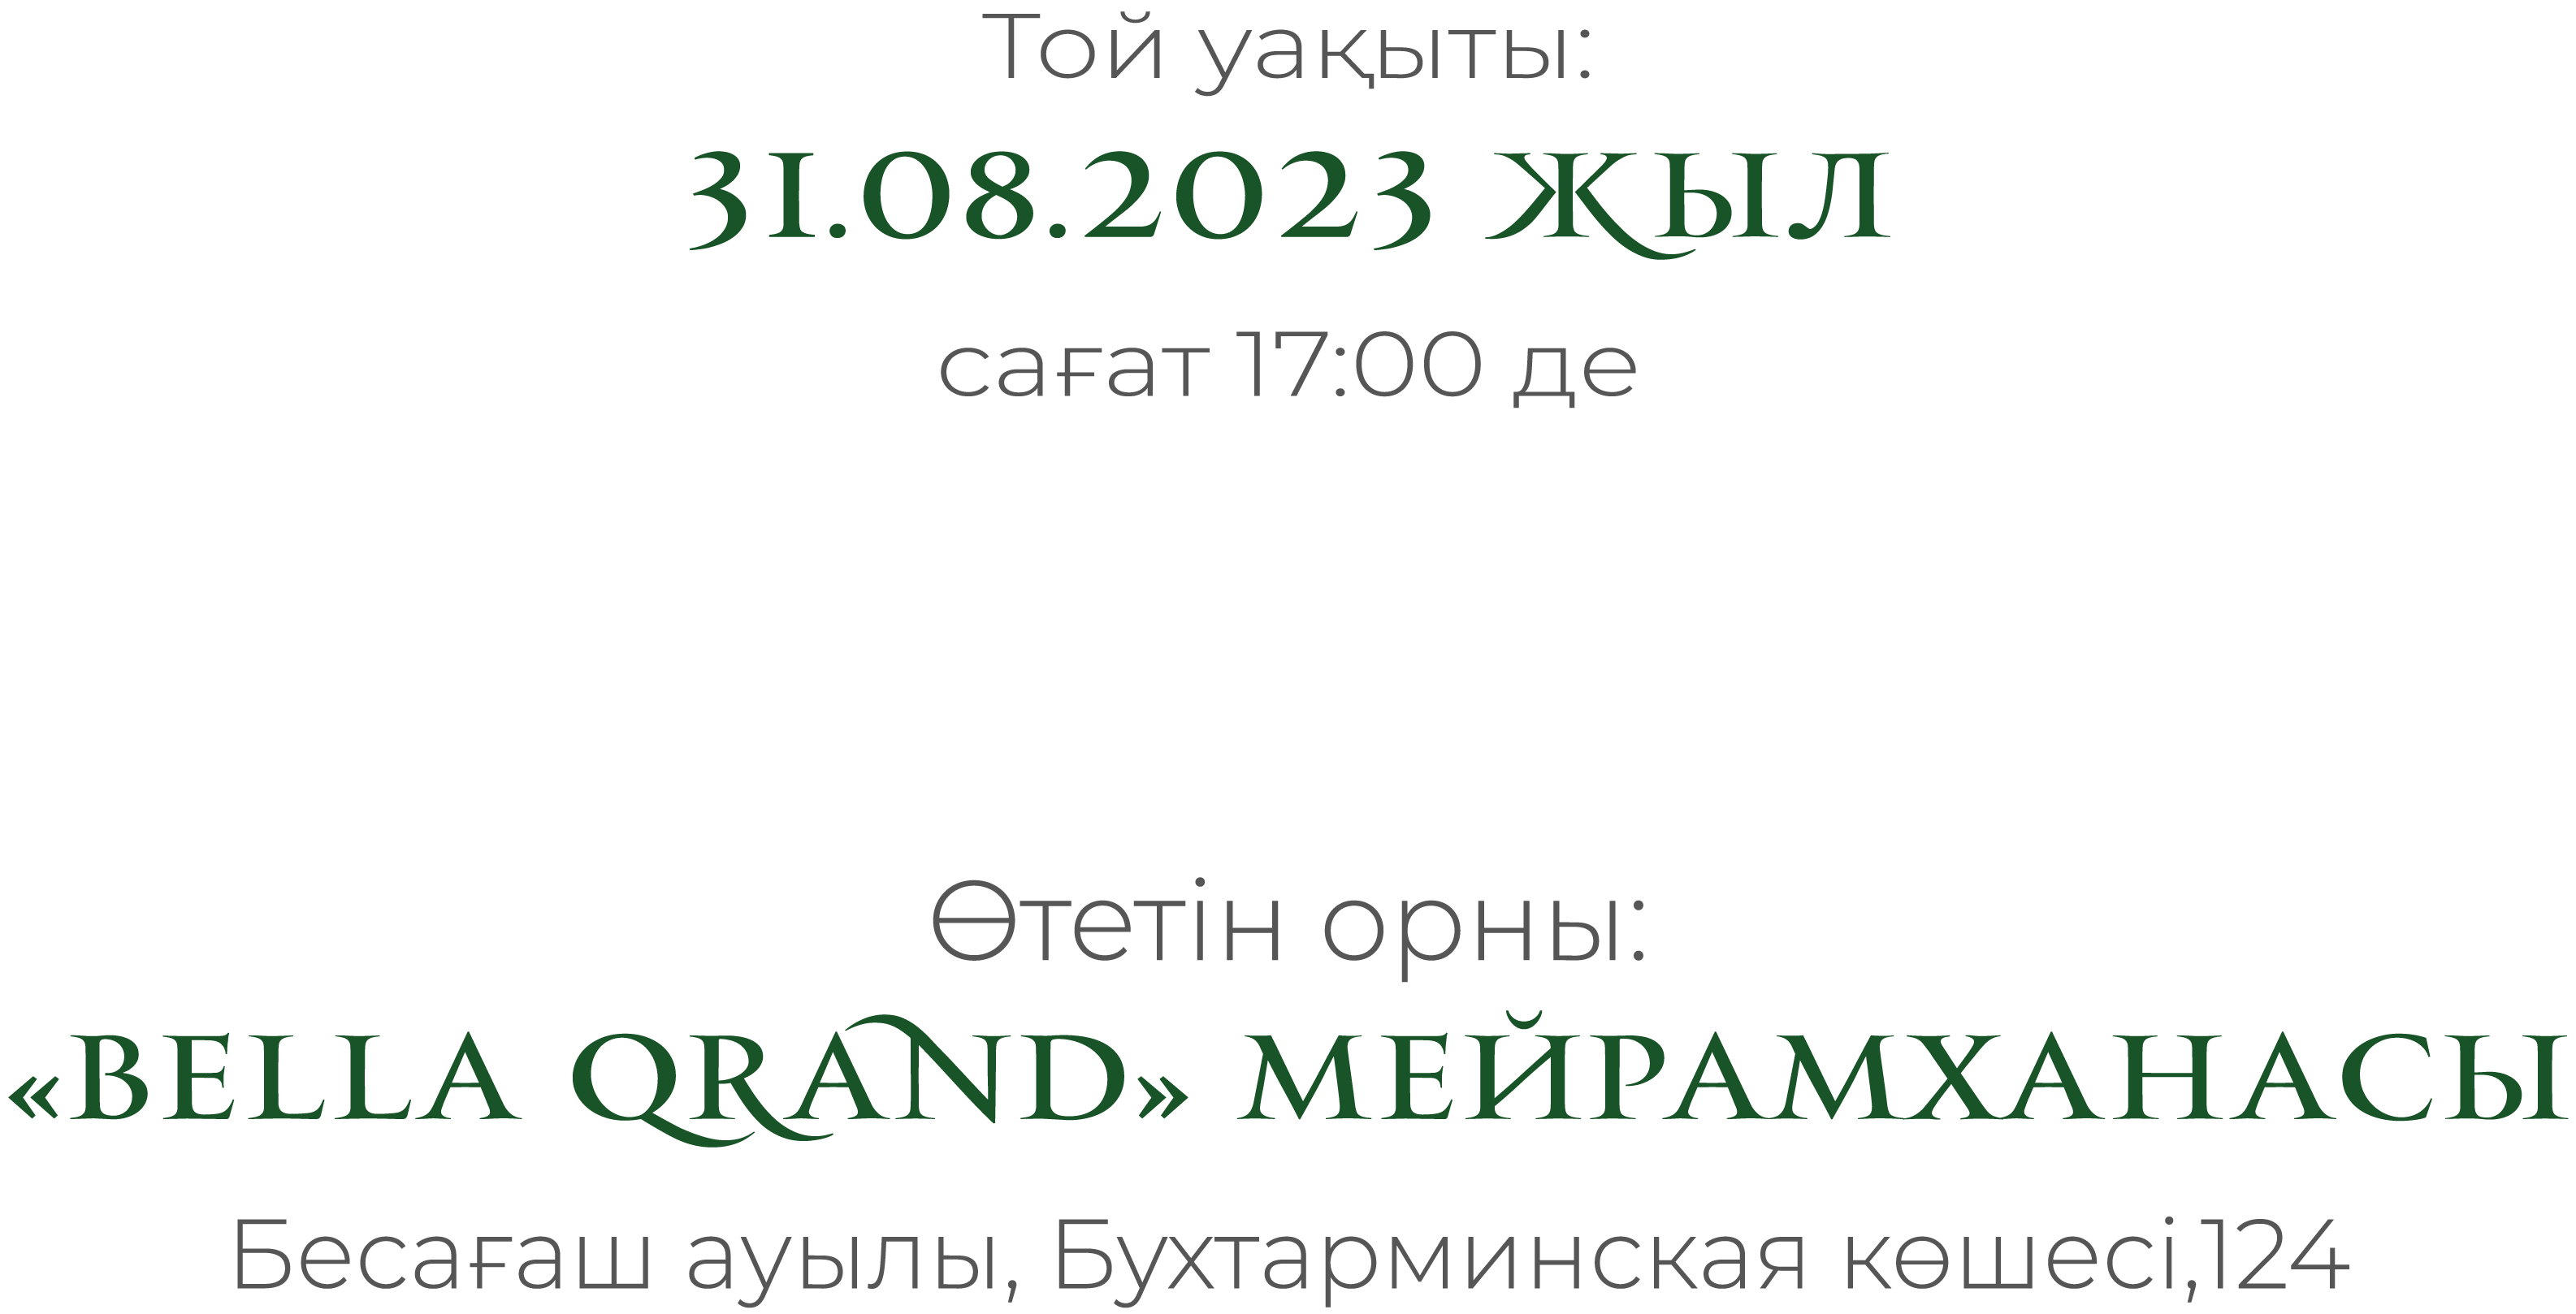 Той уақыты:
31.08.2023 ЖЫЛ
сағат 17:00 де
Өтетін орны:
«BELLA QRAND» МЕЙРАМХАНАСЫ
Бесағаш ауылы, Бухтарминская көшесі,124